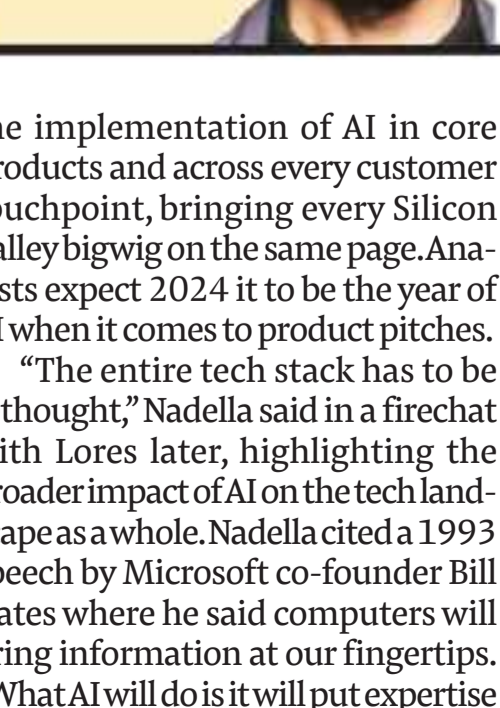 he implementation of AI in core
roducts and across every customer
ouchpoint, bringing every Silicon
alley bigwig on the same page. Ana-
sts expect 2024 it to be the year of
I when it comes to product pitches.
“The entire tech stack has to be
thought,” Nadella said in a firechat
ith Lores later, highlighting the
roader impact of AI on the tech land-
ape as a whole. Nadella cited a 1993
peech by Microsoft co-founder Bill
ates where he said computers will
ring information at our fingertips.
What AI will do is it will put expertise